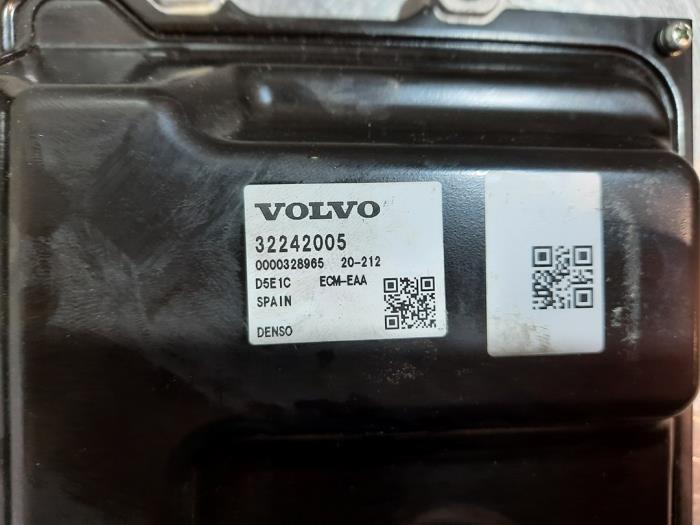 VOLVO
32242005
0000328965 20-212
D5E1C ECM-EAA
SPAIN
DENSO